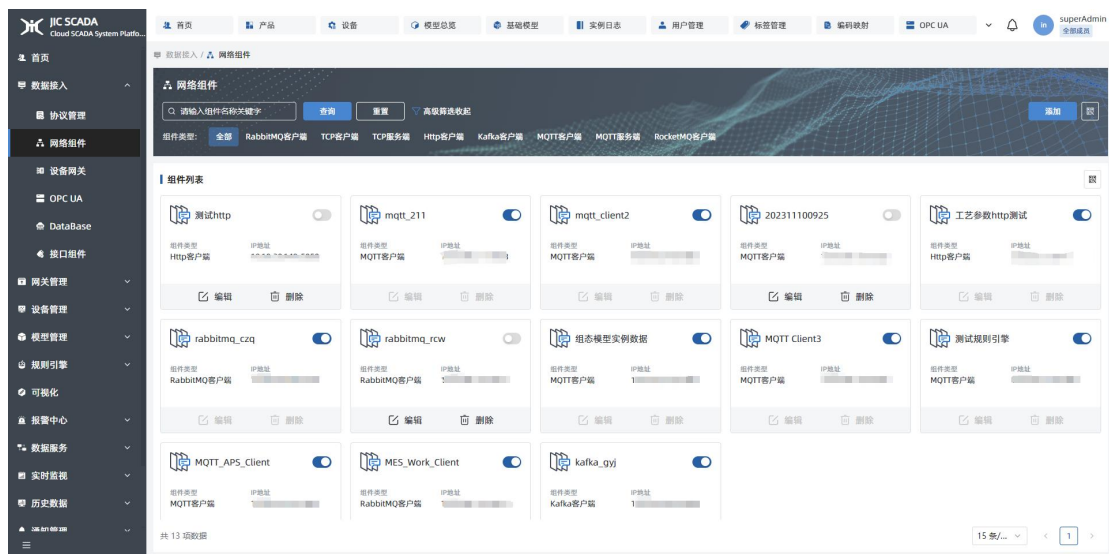 JIC SCADA
Cloud SCADA System Platfo...
首页 产品 设备 模型总览 基础模型 实例日志 用户管理 标签管理 编码映射 OPC UA
in superAdmin
全部成员
首页
数据接入
协议管理
网络组件
设备网关
OPC UA
DataBase
接口组件
网关管理
设备管理
模型管理
规则引擎
可视化
报警中心
数据服务
实时监视
历史数据
通知管理
数据接入 / 网络组件
网络组件
请输入组件名称关键字 查询 重置 高级筛选收起 添加
组件类型: 全部 RabbitMQ客户端 TCP客户端 TCP服务端 Http客户端 Kafka客户端 MQTT客户端 MQTT服务端 RocketMQ客户端
组件列表
测试http mqtt_211 mqtt_client2 202311100925 工艺参数http测试
组件类型 IP地址 组件类型 IP地址 组件类型 IP地址 组件类型 IP地址 组件类型 IP地址
Http客户端 MQTT客户端 MQTT客户端 MQTT客户端 Http客户端
编辑 删除 编辑 删除 编辑 删除 编辑 删除 编辑 删除
rabbitmq_czq rabbitmq_rcw 组态模型实例数据 MQTT Client3 测试规则引擎
组件类型 IP地址 组件类型 IP地址 组件类型 IP地址 组件类型 IP地址 组件类型 IP地址
RabbitMQ客户端 RabbitMQ客户端 MQTT客户端 MQTT客户端 MQTT客户端
编辑 删除 编辑 删除 编辑 删除 编辑 删除 编辑 删除
MQTT_APS_Client MES_Work_Client kafka_gyj
组件类型 IP地址 组件类型 IP地址 组件类型 IP地址
MQTT客户端 RabbitMQ客户端 Kafka客户端
共 13 项数据 15 条/... 1